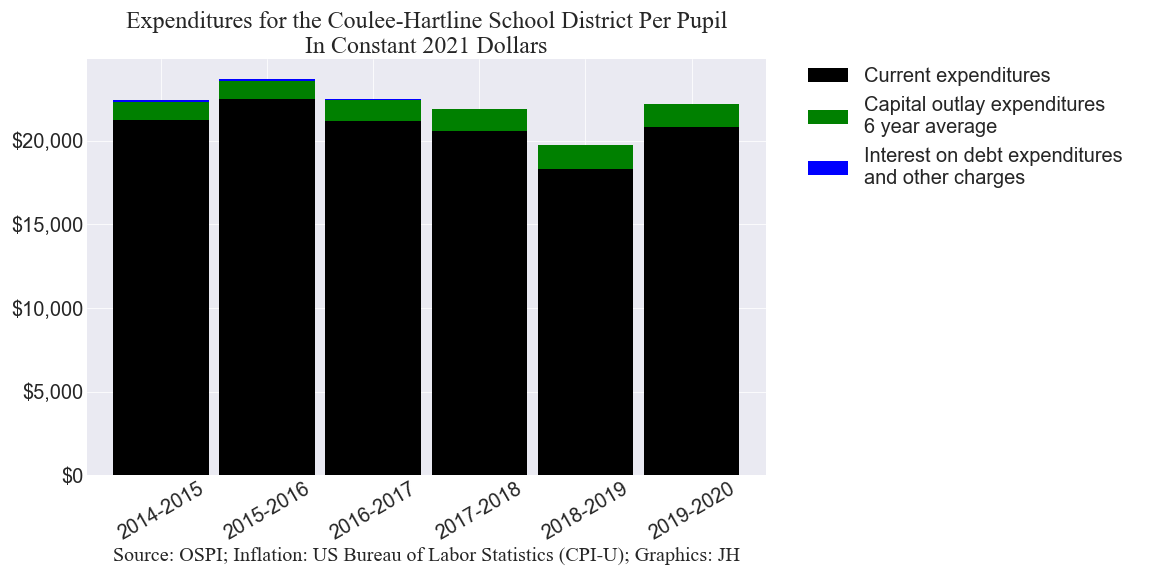 Expenditures for the Coulee-Hartline School District Per Pupil
In Constant 2021 Dollars
Current expenditures
Capital outlay expenditures
6 year average
Interest on debt expenditures
and other charges
$20,000
$15,000
$10,000
$5,000
$0
2014-2015
2015-2016
2016-2017
2017-2018
2018-2019
2019-2020
Source: OSPI; Inflation: US Bureau of Labor Statistics (CPI-U); Graphics: JH